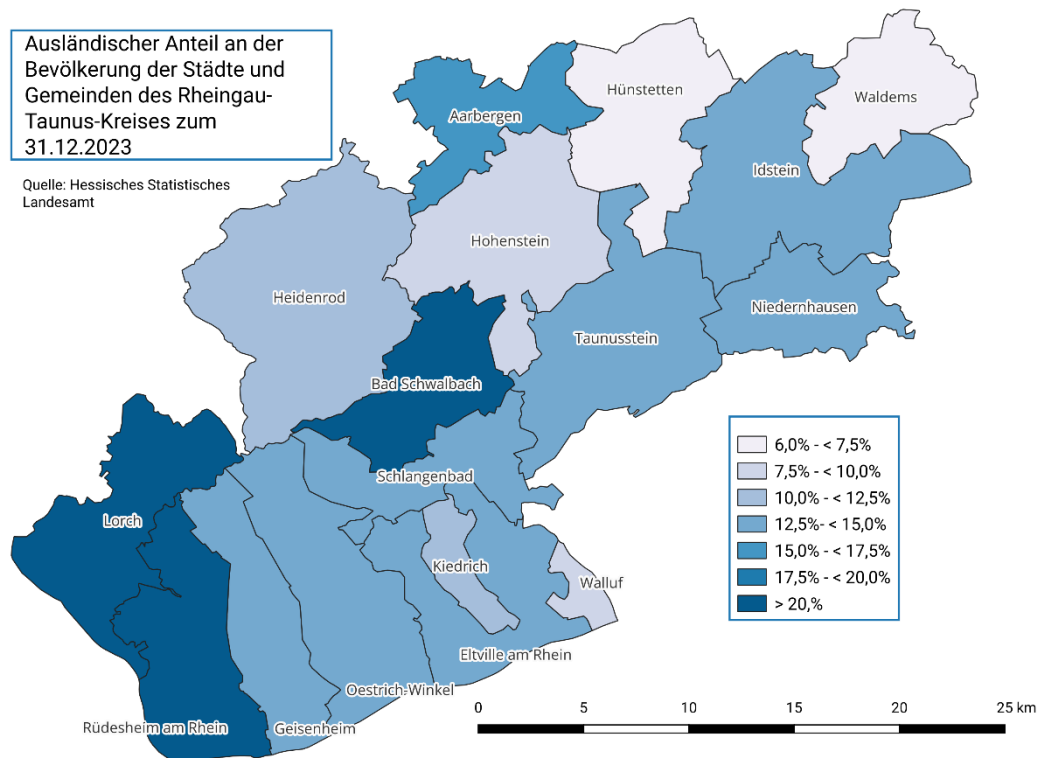 Ausländischer Anteil an der
Bevölkerung der Städte und
Gemeinden des Rheingau-
Taunus-Kreises zum
31.12.2023
Quelle: Hessisches Statistisches
Landesamt
Hünstetten
Waldems
Aarbergen
Idstein
Hohenstein
Heidenrod
Niedernhausen
Taunusstein
Bad Schwalbach
Schlangenbad
Lorch
Kiedrich
Walluf
Eltville am Rhein
Oestrich-Winkel
Rüdesheim am Rhein
Geisenheim
6,0% - < 7,5%
7,5% - < 10,0%
10,0% - < 12,5%
12,5%- < 15,0%
15,0% - < 17,5%
17,5% - < 20,0%
> 20,%
0 5 10 15 20 25 km